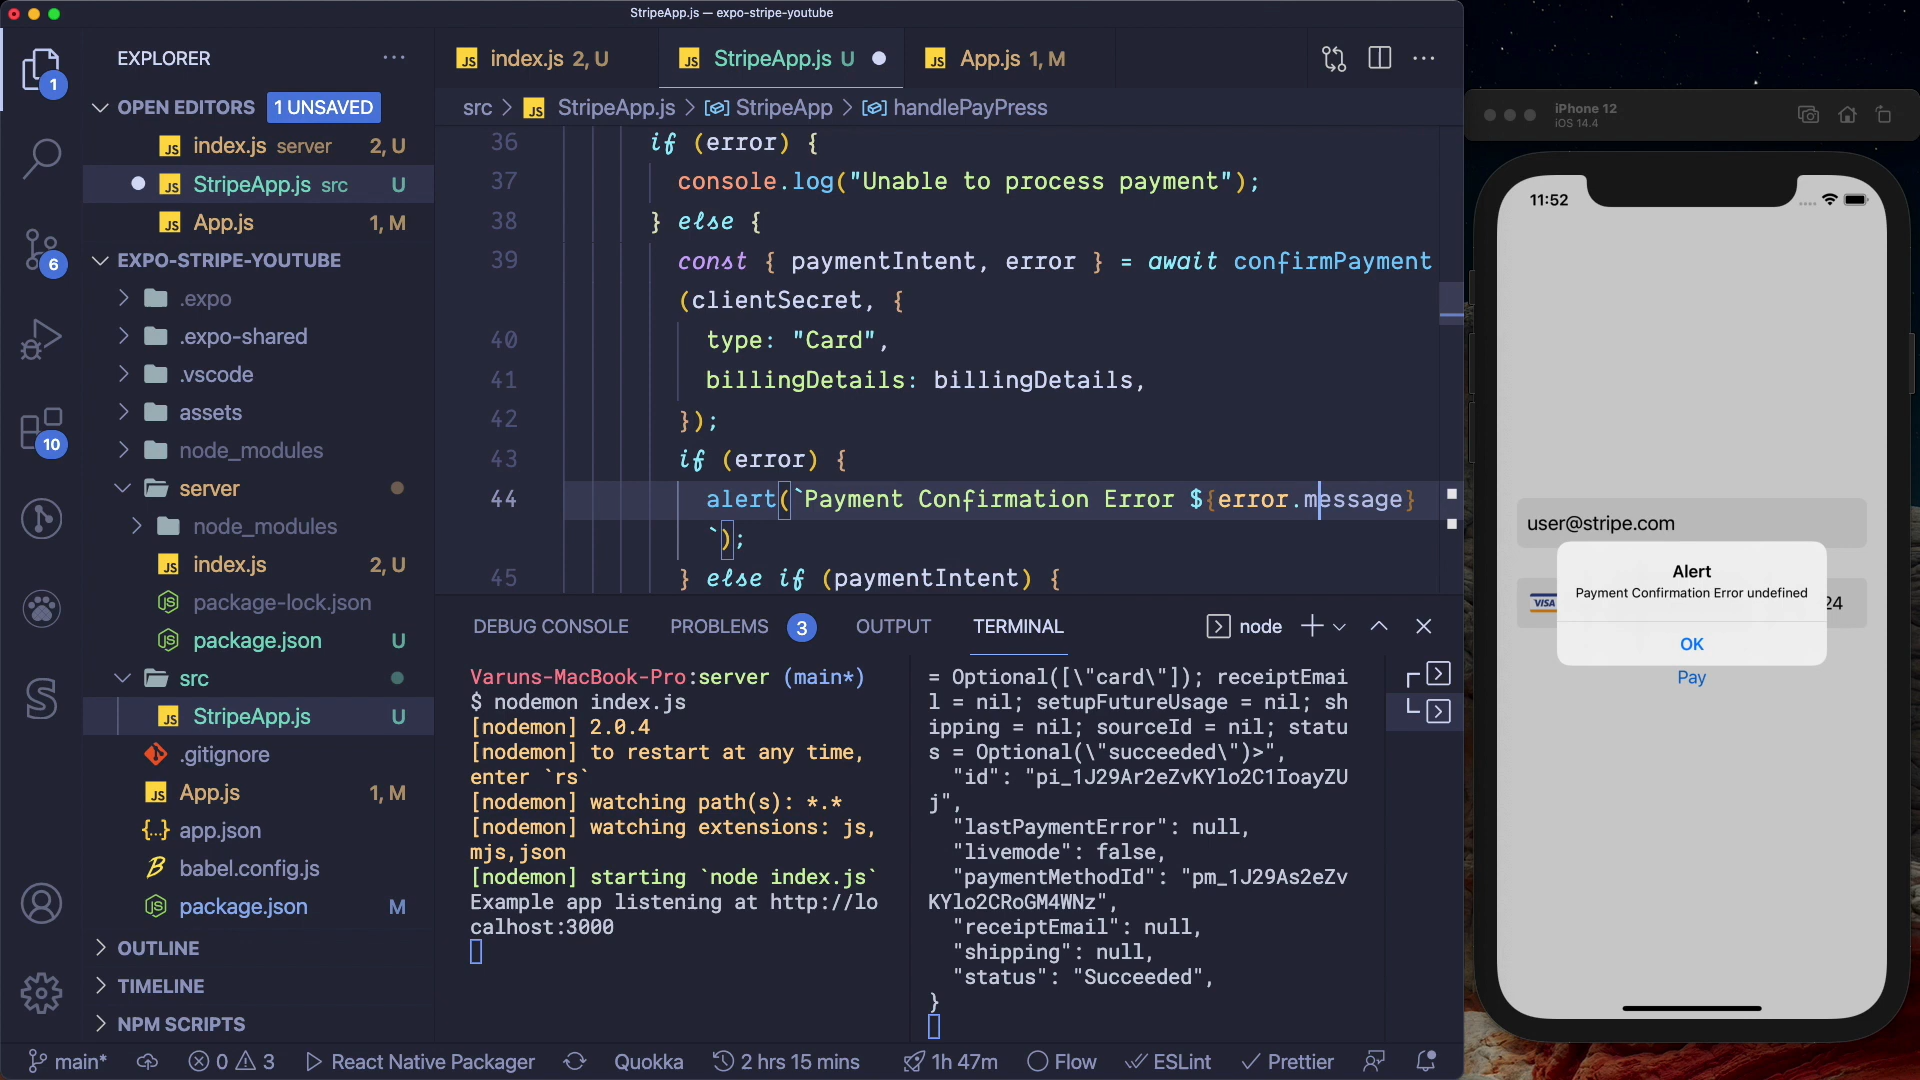 StripeApp.js — expo-stripe-youtube
EXPLORER
OPEN EDITORS 1 UNSAVED
index.js server 2, U
StripeApp.js src U
App.js 1, M
EXPO-STRIPE-YOUTUBE
.expo
.expo-shared
.vscode
assets
node_modules
server
node_modules
index.js 2, U
package-lock.json
package.json U
src
StripeApp.js U
.gitignore
App.js 1, M
app.json
babel.config.js
package.json M
OUTLINE
TIMELINE
NPM SCRIPTS
1
6
10
index.js 2, U
StripeApp.js U
App.js 1, M
src > StripeApp.js > StripeApp > handlePayPress
36 if (error) {
37 console.log("Unable to process payment");
38 } else {
39 const { paymentIntent, error } = await confirmPayment
(clientSecret, {
40 type: "Card",
41 billingDetails: billingDetails,
42 });
43 if (error) {
44 alert(`Payment Confirmation Error ${error.message}
`);
45 } else if (paymentIntent) {
DEBUG CONSOLE PROBLEMS 3 OUTPUT TERMINAL
node
Varuns-MacBook-Pro:server (main*)
$ nodemon index.js
[nodemon] 2.0.4
[nodemon] to restart at any time,
enter `rs`
[nodemon] watching path(s): *.*
[nodemon] watching extensions: js,
mjs,json
[nodemon] starting `node index.js`
Example app listening at http://lo
calhost:3000
= Optional([\"card\"]); receiptEmai
l = nil; setupFutureUsage = nil; sh
ipping = nil; sourceId = nil; statu
s = Optional(\"succeeded\")>",
"id": "pi_1J29Ar2eZvKYlo2C1IoayZU
j",
"lastPaymentError": null,
"livemode": false,
"paymentMethodId": "pm_1J29As2eZv
KYlo2CRoGM4WNz",
"receiptEmail": null,
"shipping": null,
"status": "Succeeded",
}
main* 0 3 React Native Packager Quokka 2 hrs 15 mins 1h 47m Flow ESLint Prettier
iPhone 12
iOS 14.4
11:52
user@stripe.com
VISA
24
Alert
Payment Confirmation Error undefined
OK
Pay